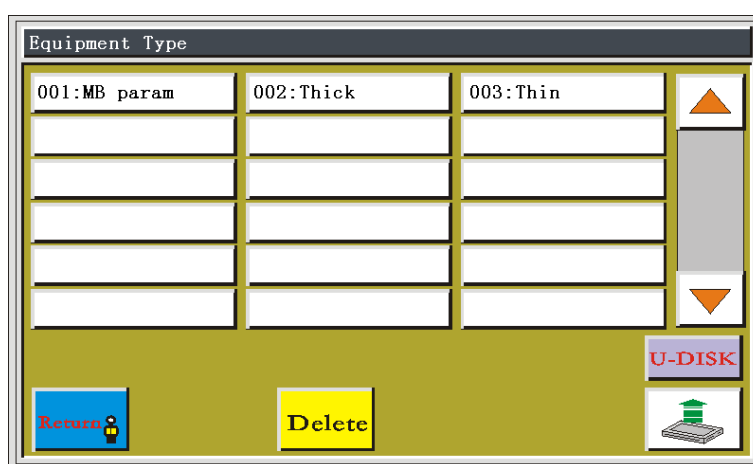 Equipment Type
001:MB param 002:Thick 003:Thin
U-DISK
Return Delete